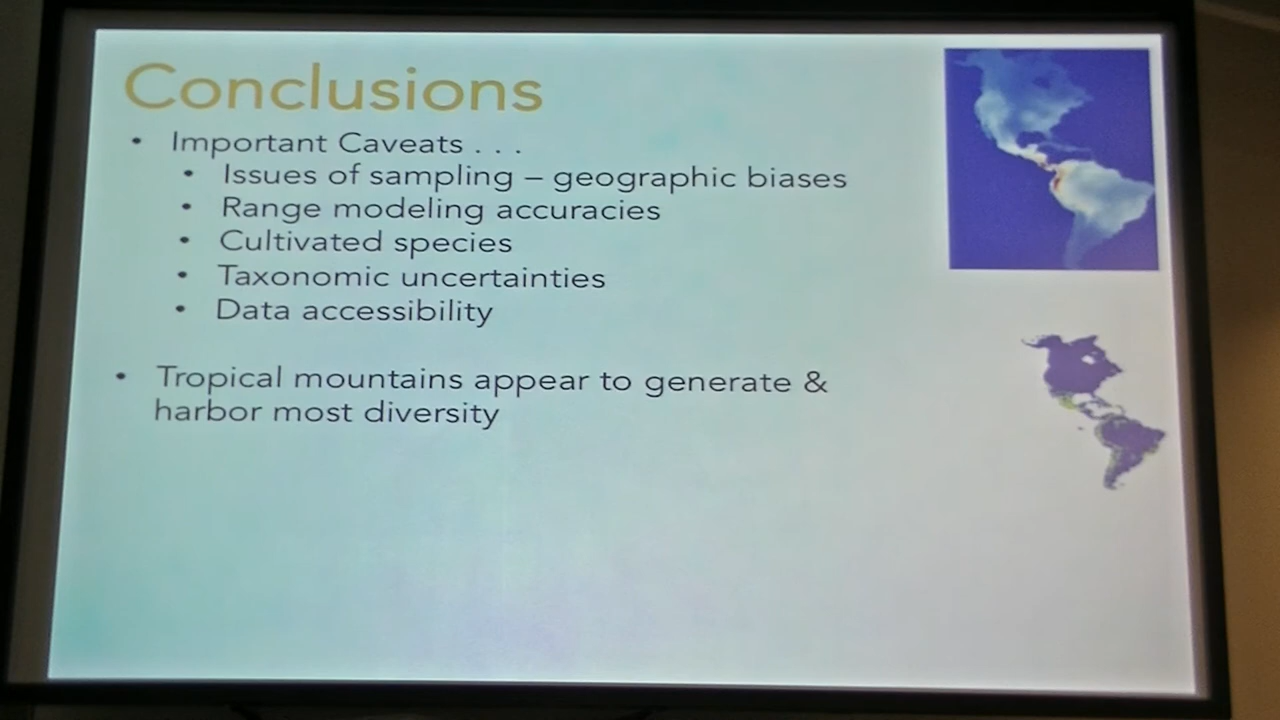 Conclusions
• Important Caveats . . .
• Issues of sampling – geographic biases
• Range modeling accuracies
• Cultivated species
• Taxonomic uncertainties
• Data accessibility
• Tropical mountains appear to generate &
harbor most diversity